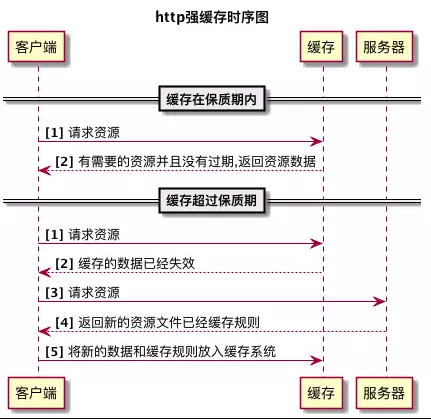 http强缓存时序图
客户端 缓存 服务器
缓存在保质期内
[1] 请求资源
[2] 有需要的资源并且没有过期,返回资源数据
缓存超过保质期
[1] 请求资源
[2] 缓存的数据已经失效
[3] 请求资源
[4] 返回新的资源文件已经缓存规则
[5] 将新的数据和缓存规则放入缓存系统
客户端 缓存 服务器